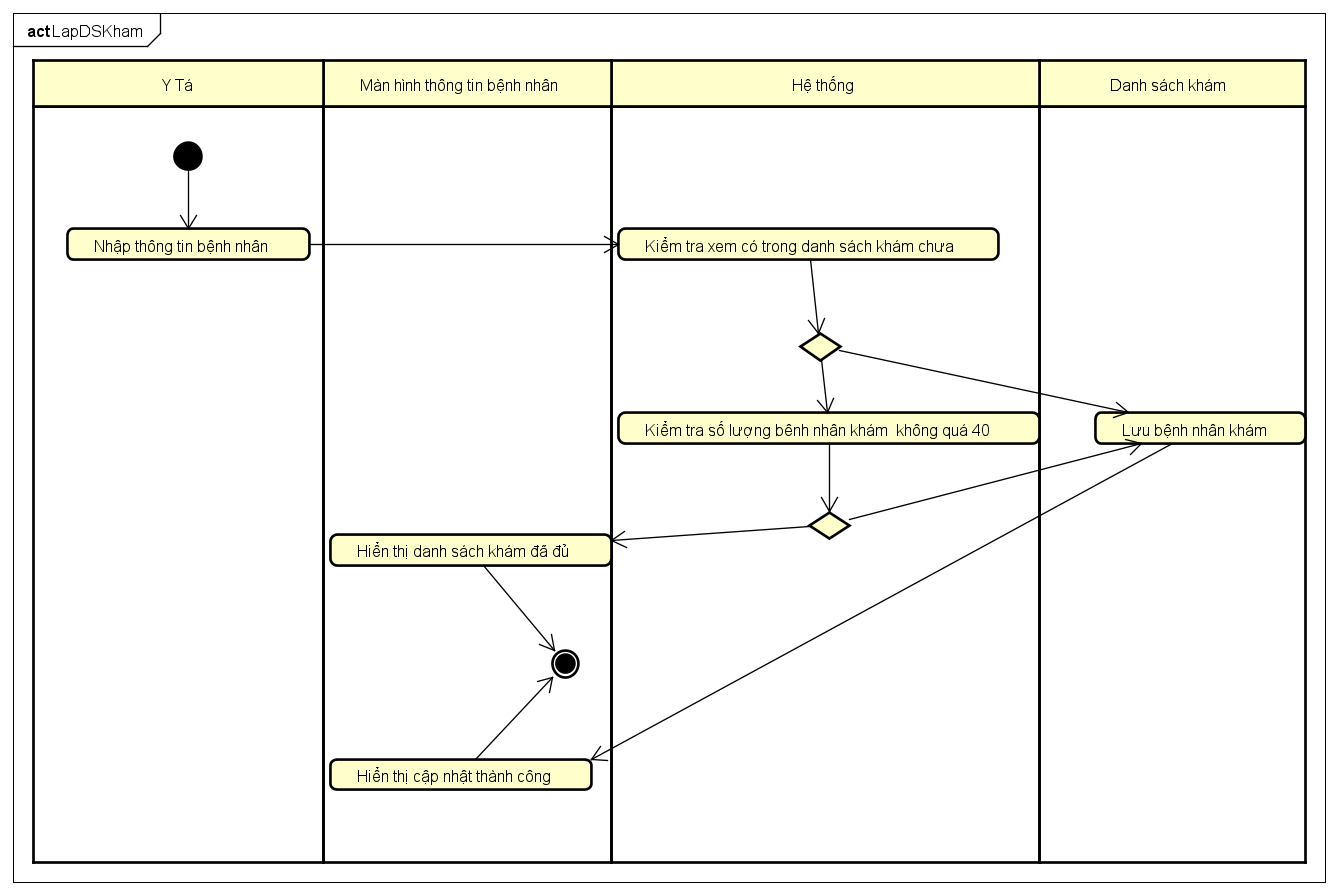 act LapDSKham
Y Tá
Màn hình thông tin bệnh nhân
Hệ thống
Danh sách khám
Nhập thông tin bệnh nhân
Kiểm tra xem có trong danh sách khám chưa
Kiểm tra số lượng bênh nhân khám không quá 40
Lưu bệnh nhân khám
Hiển thị danh sách khám đã đủ
Hiển thị cập nhật thành công